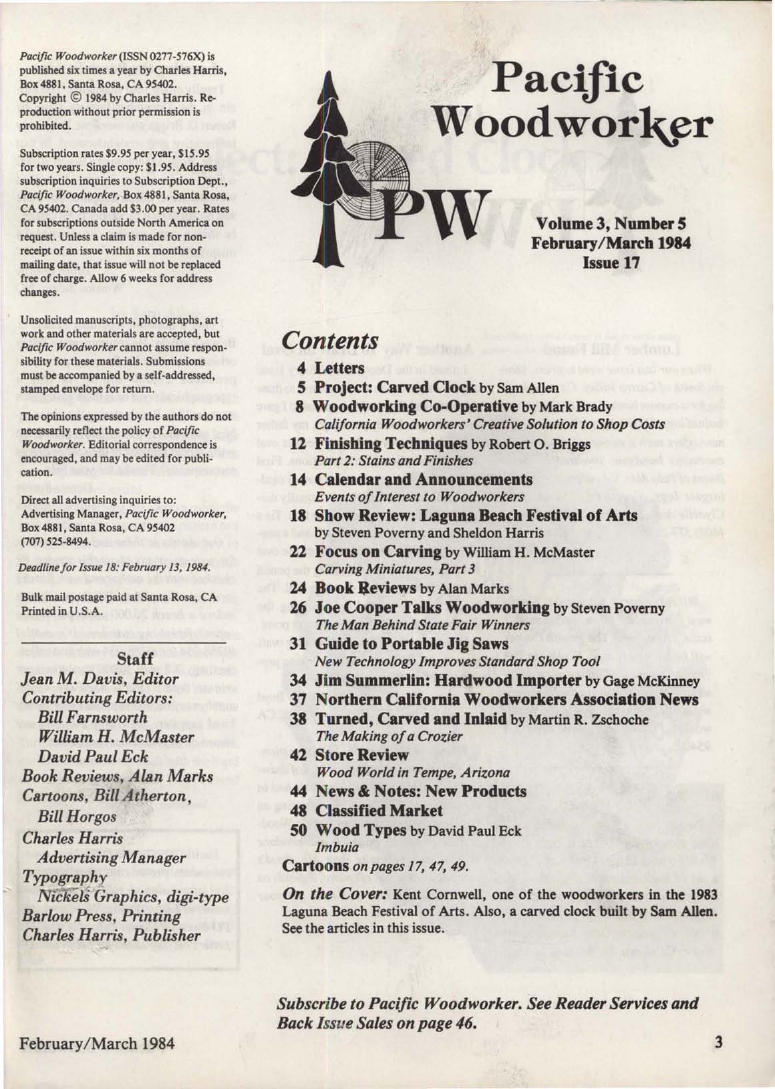 Pacific Woodworker (ISSN 0277-576X) is
published six times a year by Charles Harris,
Box 4881, Santa Rosa, CA 95402.
Copyright © 1984 by Charles Harris. Re-
production without prior permission is
prohibited.
Subscription rates $9.95 per year, $15.95
for two years. Single copy: $1.95. Address
subscription inquiries to Subscription Dept.,
Pacific Woodworker, Box 4881, Santa Rosa,
CA 95402. Canada add $3.00 per year. Rates
for subscriptions outside North America on
request. Unless a claim is made for non-
receipt of an issue within six months of
mailing date, that issue will not be replaced
free of charge. Allow 6 weeks for address
changes.
Unsolicited manuscripts, photographs, art
work and other materials are accepted, but
Pacific Woodworker cannot assume respon-
sibility for these materials. Submissions
must be accompanied by a self-addressed,
stamped envelope for return.
The opinions expressed by the authors do not
necessarily reflect the policy of Pacific
Woodworker. Editorial correspondence is
encouraged, and may be edited for publi-
cation.
Direct all advertising inquiries to:
Advertising Manager, Pacific Woodworker,
Box 4881, Santa Rosa, CA 95402
(707) 525-8494.
Deadline for Issue 18: February 13, 1984.
Bulk mail postage paid at Santa Rosa, CA
Printed in U.S.A.
Staff
Jean M. Davis, Editor
Contributing Editors:
Bill Farnsworth
William H. McMaster
David Paul Eck
Book Reviews, Alan Marks
Cartoons, Bill Atherton,
Bill Horgos
Charles Harris
Advertising Manager
Typography
Nickels Graphics, digi-type
Barlow Press, Printing
Charles Harris, Publisher
Pacific
Woodworker
PW
Volume 3, Number 5
February/March 1984
Issue 17
Contents
4 Letters
5 Project: Carved Clock by Sam Allen
8 Woodworking Co-Operative by Mark Brady
California Woodworkers' Creative Solution to Shop Costs
12 Finishing Techniques by Robert O. Briggs
Part 2: Stains and Finishes
14 Calendar and Announcements
Events of Interest to Woodworkers
18 Show Review: Laguna Beach Festival of Arts
by Steven Poverny and Sheldon Harris
22 Focus on Carving by William H. McMaster
Carving Miniatures, Part 3
24 Book Reviews by Alan Marks
26 Joe Cooper Talks Woodworking by Steven Poverny
The Man Behind State Fair Winners
31 Guide to Portable Jig Saws
New Technology Improves Standard Shop Tool
34 Jim Summerlin: Hardwood Importer by Gage McKinney
37 Northern California Woodworkers Association News
38 Turned, Carved and Inlaid by Martin R. Zschoche
The Making of a Crozier
42 Store Review
Wood World in Tempe, Arizona
44 News & Notes: New Products
48 Classified Market
50 Wood Types by David Paul Eck
Imbuia
Cartoons on pages 17, 47, 49.
On the Cover: Kent Cornwell, one of the woodworkers in the 1983
Laguna Beach Festival of Arts. Also, a carved clock built by Sam Allen.
See the articles in this issue.
Subscribe to Pacific Woodworker. See Reader Services and
Back Issue Sales on page 46.
February/March 1984
3